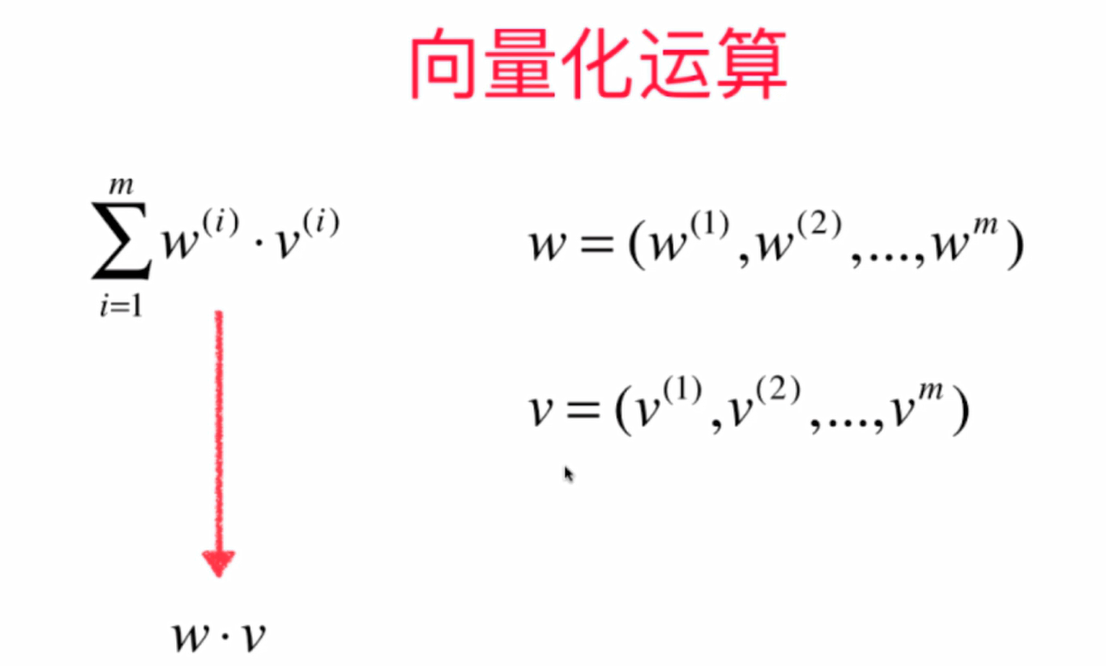 向量化运算
$\sum_{i=1}^{m} w^{(i)} \cdot v^{(i)}$
$w = (w^{(1)}, w^{(2)}, ..., w^{m})$
$v = (v^{(1)}, v^{(2)}, ..., v^{m})$
$w \cdot v$